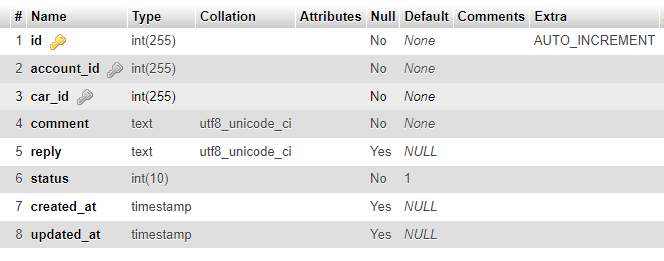 # Name Type Collation Attributes Null Default Comments Extra
1 id int(255) No None AUTO_INCREMENT
2 account_id int(255) No None
3 car_id int(255) No None
4 comment text utf8_unicode_ci No None
5 reply text utf8_unicode_ci Yes NULL
6 status int(10) No 1
7 created_at timestamp Yes NULL
8 updated_at timestamp Yes NULL